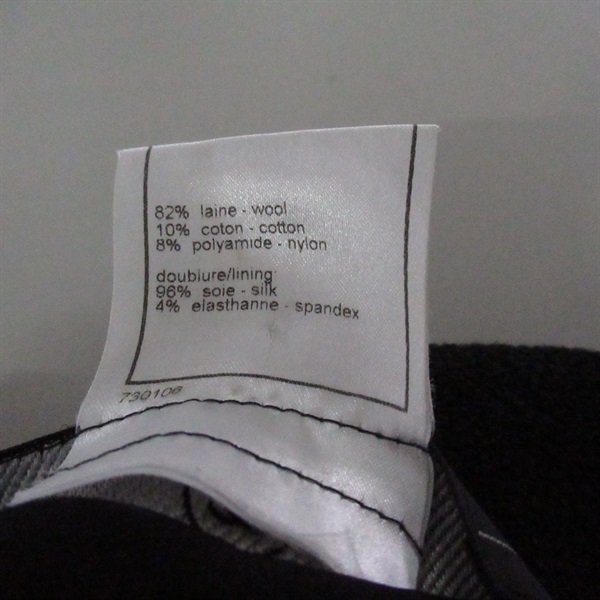 82% laine - wool
10% coton - cotton
8% polyamide - nylon
doublure/lining:
96% soie - silk
4% elasthanne - spandex
730106